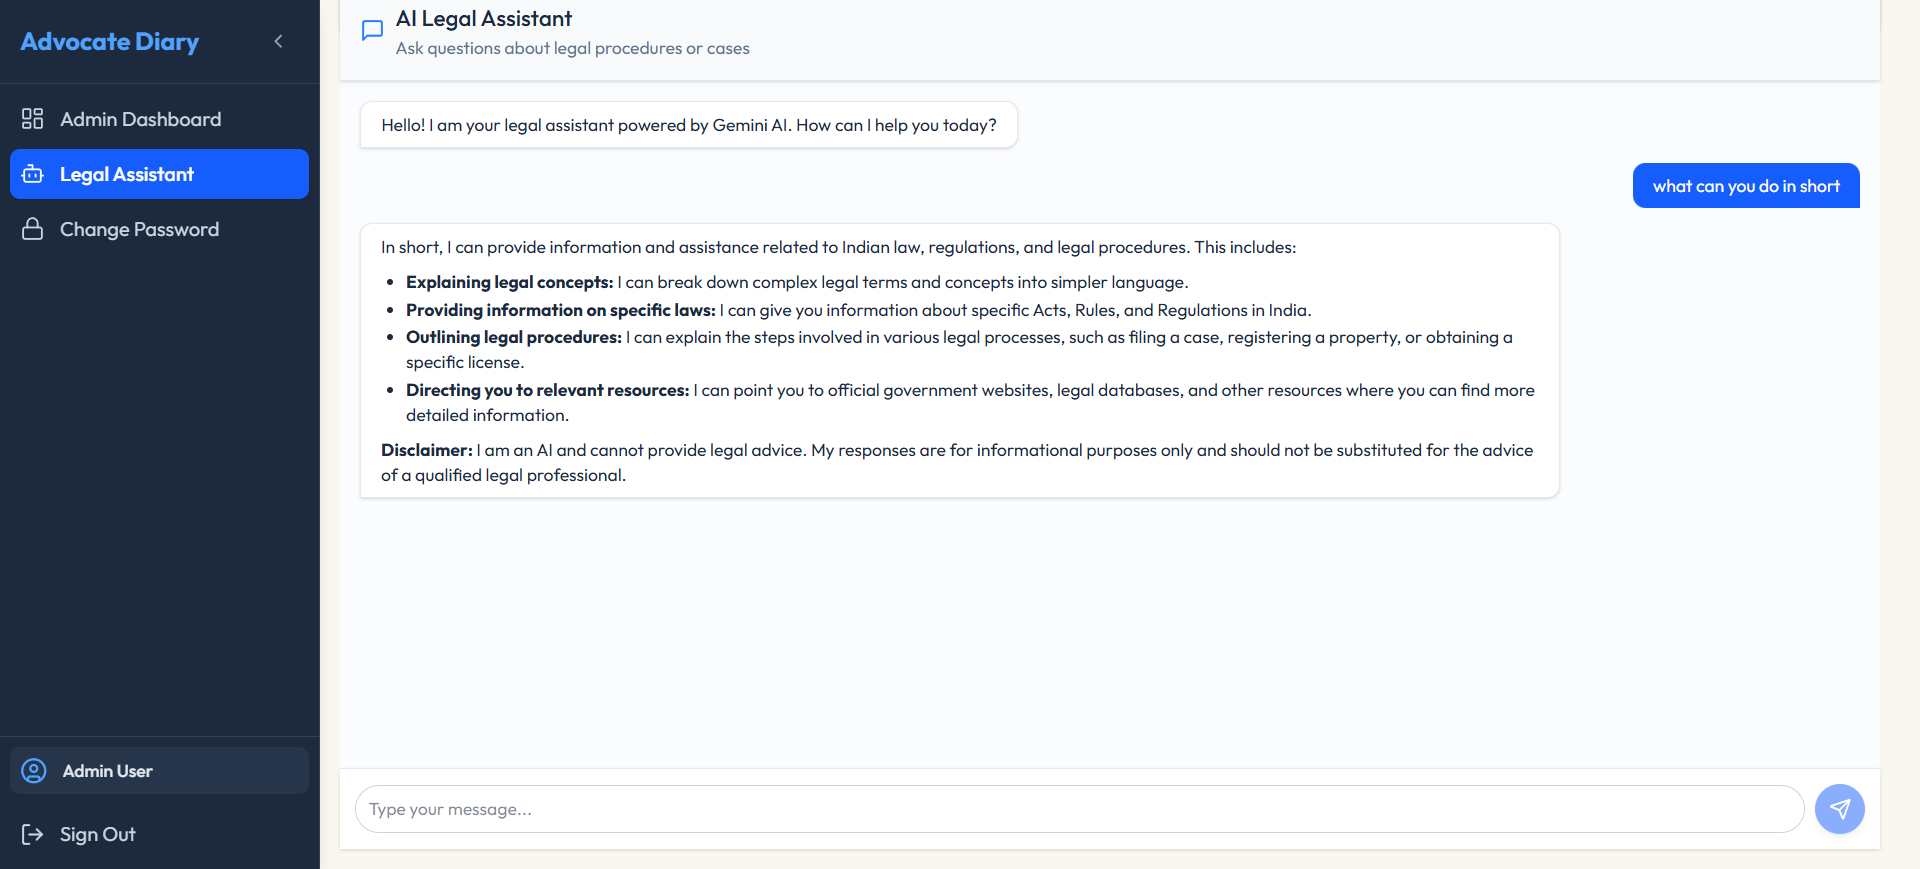 Advocate Diary
Admin Dashboard
Legal Assistant
Change Password
Admin User
Sign Out
AI Legal Assistant
Ask questions about legal procedures or cases
Hello! I am your legal assistant powered by Gemini AI. How can I help you today?
what can you do in short
In short, I can provide information and assistance related to Indian law, regulations, and legal procedures. This includes:
• Explaining legal concepts: I can break down complex legal terms and concepts into simpler language.
• Providing information on specific laws: I can give you information about specific Acts, Rules, and Regulations in India.
• Outlining legal procedures: I can explain the steps involved in various legal processes, such as filing a case, registering a property, or obtaining a
specific license.
• Directing you to relevant resources: I can point you to official government websites, legal databases, and other resources where you can find more
detailed information.
Disclaimer: I am an AI and cannot provide legal advice. My responses are for informational purposes only and should not be substituted for the advice
of a qualified legal professional.
Type your message...